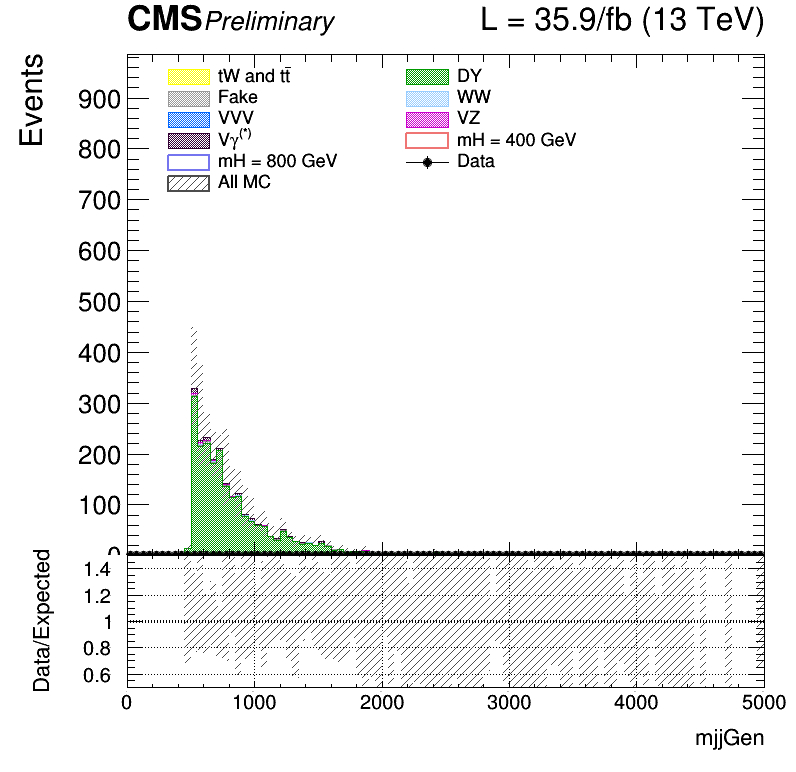 CMS Preliminary L = 35.9/fb (13 TeV)
Events
tW and tt̄ DY
Fake WW
VVV VZ
Vγ(*) mH = 400 GeV
mH = 800 GeV Data
All MC
900
800
700
600
500
400
300
200
100
0
Data/Expected
1.4
1.2
1
0.8
0.6
0 1000 2000 3000 4000 5000
mjjGen